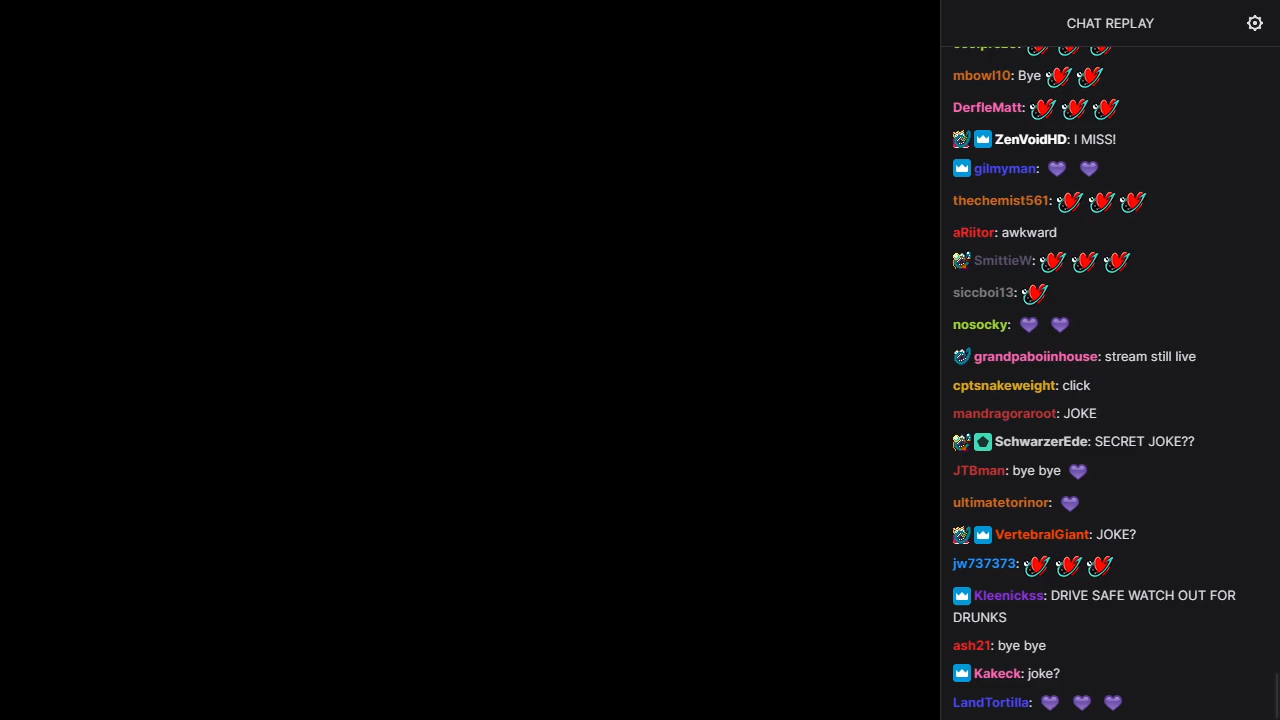 CHAT REPLAY
mbowl10: Bye
DerfleMatt:
ZenVoidHD: I MISS!
gilmyman:
thechemist561:
aRiitor: awkward
SmittieW:
siccboi13:
nosocky:
grandpaboiinhouse: stream still live
cptsnakeweight: click
mandragoraroot: JOKE
SchwarzerEde: SECRET JOKE??
JTBman: bye bye
ultimatetorinor:
VertebralGiant: JOKE?
jw737373:
Kleenickss: DRIVE SAFE WATCH OUT FOR
DRUNKS
ash21: bye bye
Kakeck: joke?
LandTortilla: